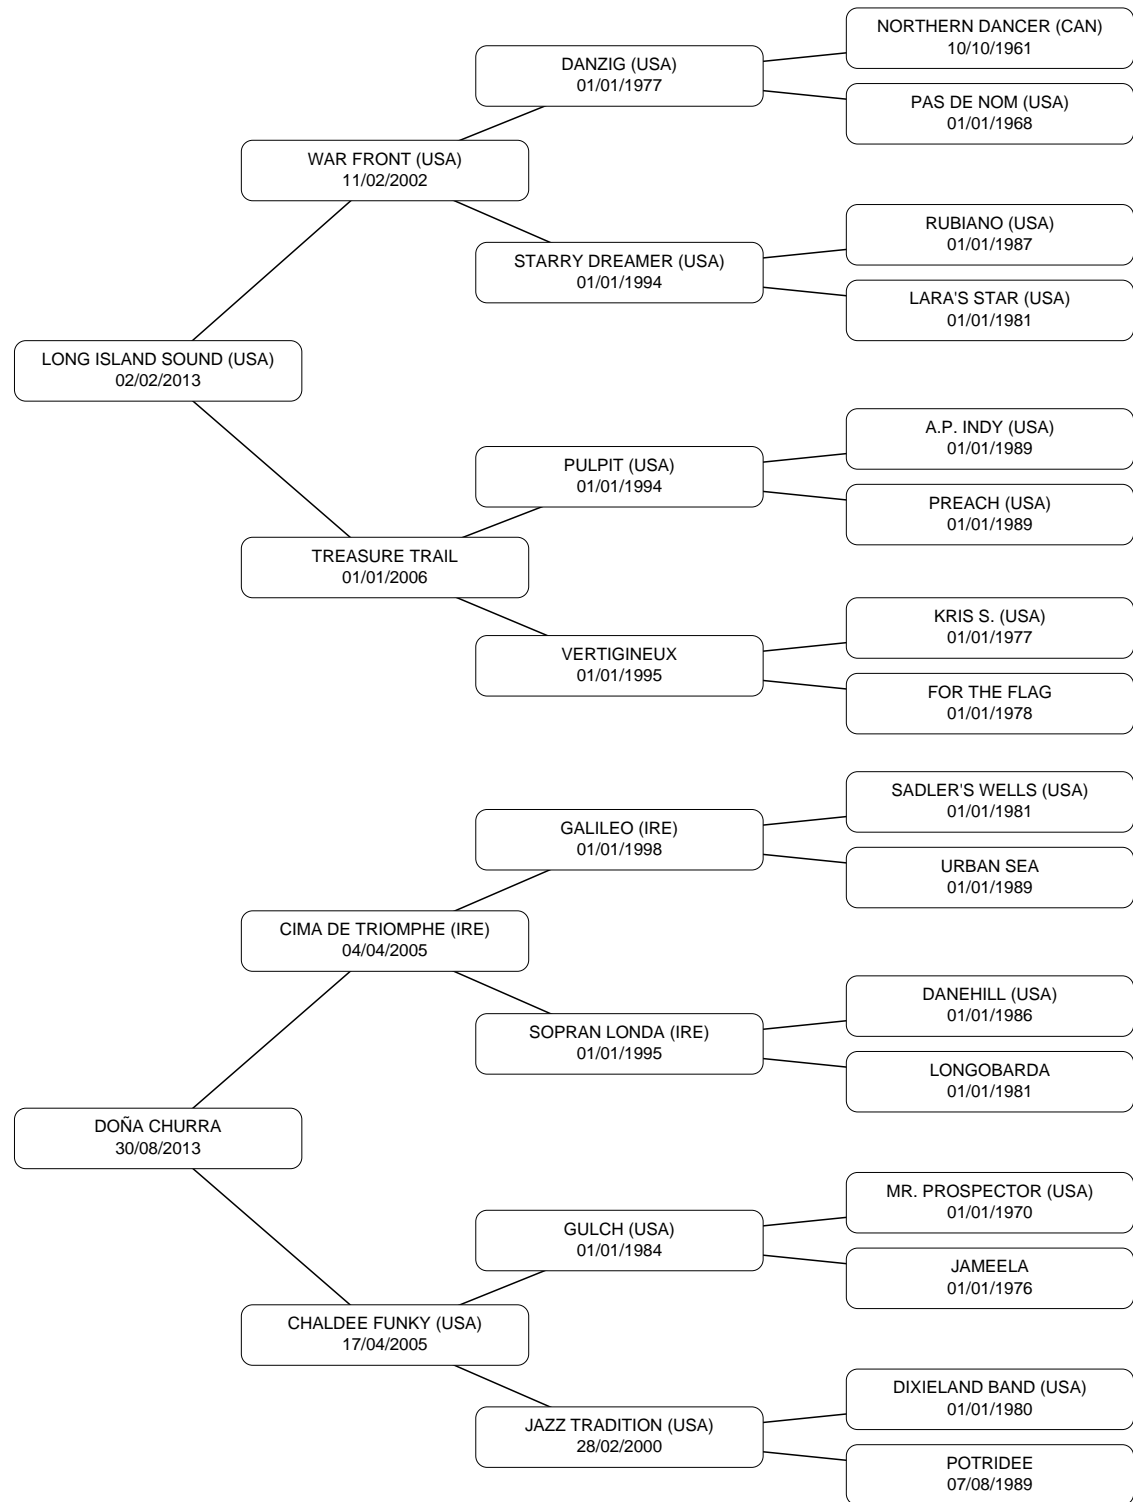 NORTHERN DANCER (CAN)
10/10/1961
DANZIG (USA)
01/01/1977
PAS DE NOM (USA)
01/01/1968
WAR FRONT (USA)
11/02/2002
RUBIANO (USA)
01/01/1987
STARRY DREAMER (USA)
01/01/1994
LARA'S STAR (USA)
01/01/1981
LONG ISLAND SOUND (USA)
02/02/2013
A.P. INDY (USA)
01/01/1989
PULPIT (USA)
01/01/1994
PREACH (USA)
01/01/1989
TREASURE TRAIL
01/01/2006
KRIS S. (USA)
01/01/1977
VERTIGINEUX
01/01/1995
FOR THE FLAG
01/01/1978
SADLER'S WELLS (USA)
01/01/1981
GALILEO (IRE)
01/01/1998
URBAN SEA
01/01/1989
CIMA DE TRIOMPHE (IRE)
04/04/2005
DANEHILL (USA)
01/01/1986
SOPRAN LONDA (IRE)
01/01/1995
LONGOBARDA
01/01/1981
DOÑA CHURRA
30/08/2013
MR. PROSPECTOR (USA)
01/01/1970
GULCH (USA)
01/01/1984
JAMEELA
01/01/1976
CHALDEE FUNKY (USA)
17/04/2005
DIXIELAND BAND (USA)
01/01/1980
JAZZ TRADITION (USA)
28/02/2000
POTRIDEE
07/08/1989